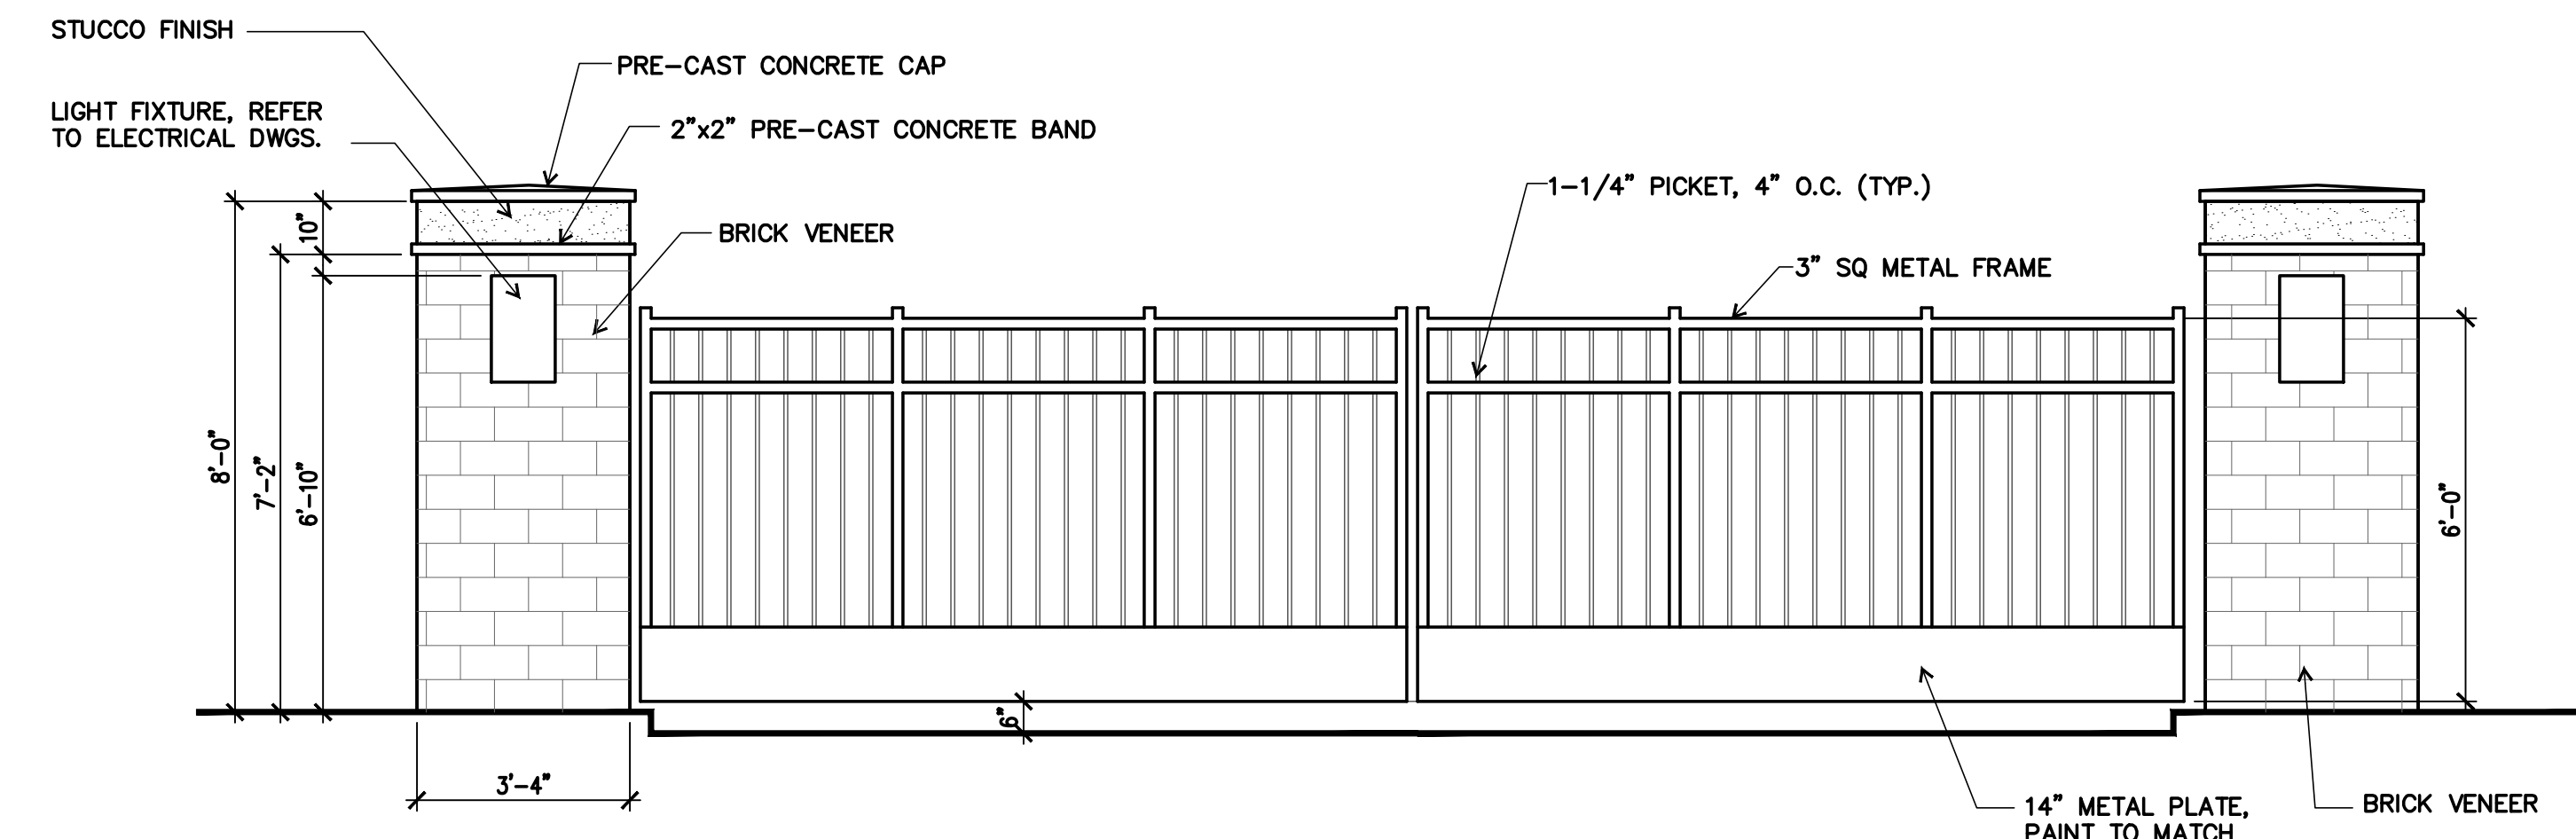 STUCCO FINISH
PRE-CAST CONCRETE CAP
LIGHT FIXTURE, REFER
TO ELECTRICAL DWGS.
2"x2" PRE-CAST CONCRETE BAND
1-1/4" PICKET, 4" O.C. (TYP.)
BRICK VENEER
3" SQ METAL FRAME
10"
8'-0"
7'-2"
6'-10"
6'-0"
6"
3'-4"
14" METAL PLATE,
PAINT TO MATCH
BRICK VENEER